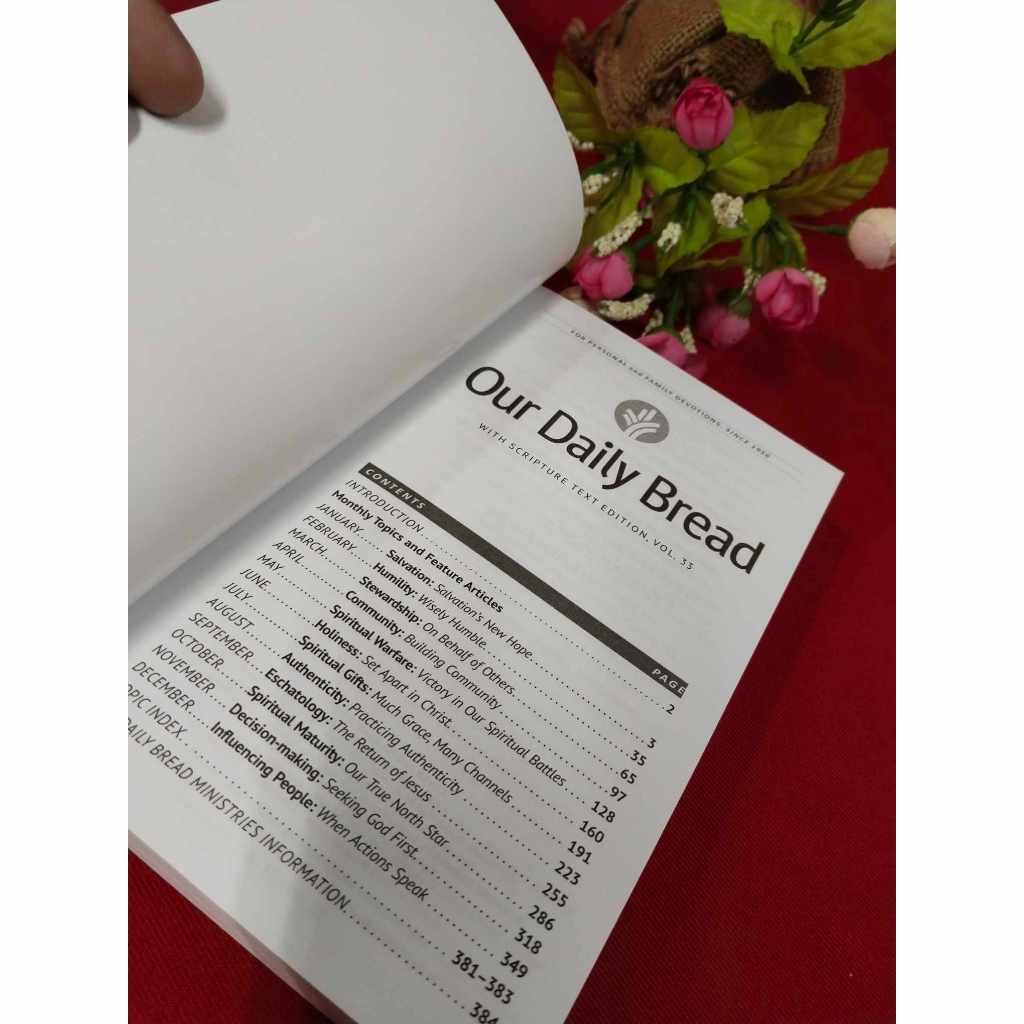 FOR PERSONAL and FAMILY DEVOTIONS, SINCE 1956
Our Daily Bread
WITH SCRIPTURE TEXT EDITION, VOL. 33
CONTENTS PAGE
INTRODUCTION 2
Monthly Topics and Feature Articles
JANUARY Salvation: Salvation's New Hope 3
FEBRUARY Humility: Wisely Humble 35
MARCH Stewardship: On Behalf of Others 65
APRIL Community: Building Community 97
MAY Spiritual Warfare: Victory in Our Spiritual Battles 128
JUNE Holiness: Set Apart in Christ 160
JULY Spiritual Gifts: Much Grace, Many Channels 191
AUGUST Authenticity: Practicing Authenticity 223
SEPTEMBER Eschatology: The Return of Jesus 255
OCTOBER Spiritual Maturity: Our True North Star 286
NOVEMBER Decision-making: Seeking God First 318
DECEMBER Influencing People: When Actions Speak 349
OPIC INDEX 381–383
DAILY BREAD MINISTRIES INFORMATION 384